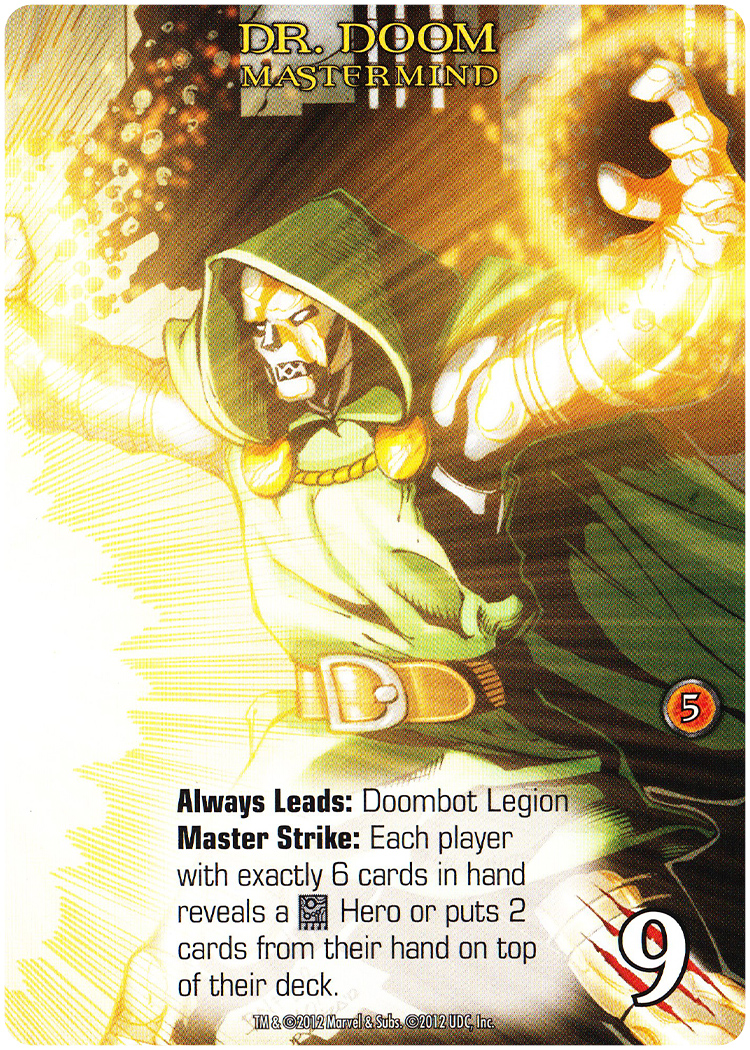 DR. DOOM
MASTERMIND
5
Always Leads: Doombot Legion
Master Strike: Each player
with exactly 6 cards in hand
reveals a Hero or puts 2
cards from their hand on top
of their deck.
9
TM & ©2012 Marvel & Subs. ©2012 UDC, Inc.